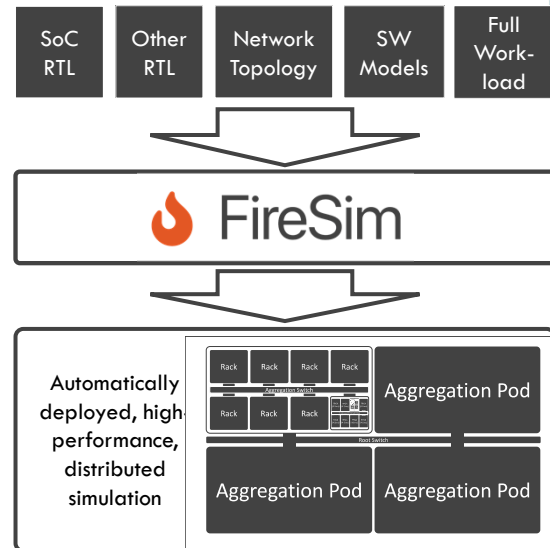 SoC
RTL
Other
RTL
Network
Topology
SW
Models
Full
Work-
load
FireSim
Automatically
deployed, high-
performance,
distributed
simulation
Rack
Rack
Rack
Rack
Aggregation Switch
Rack
Rack
Rack
Aggregation Pod
Root Switch
Aggregation Pod
Aggregation Pod